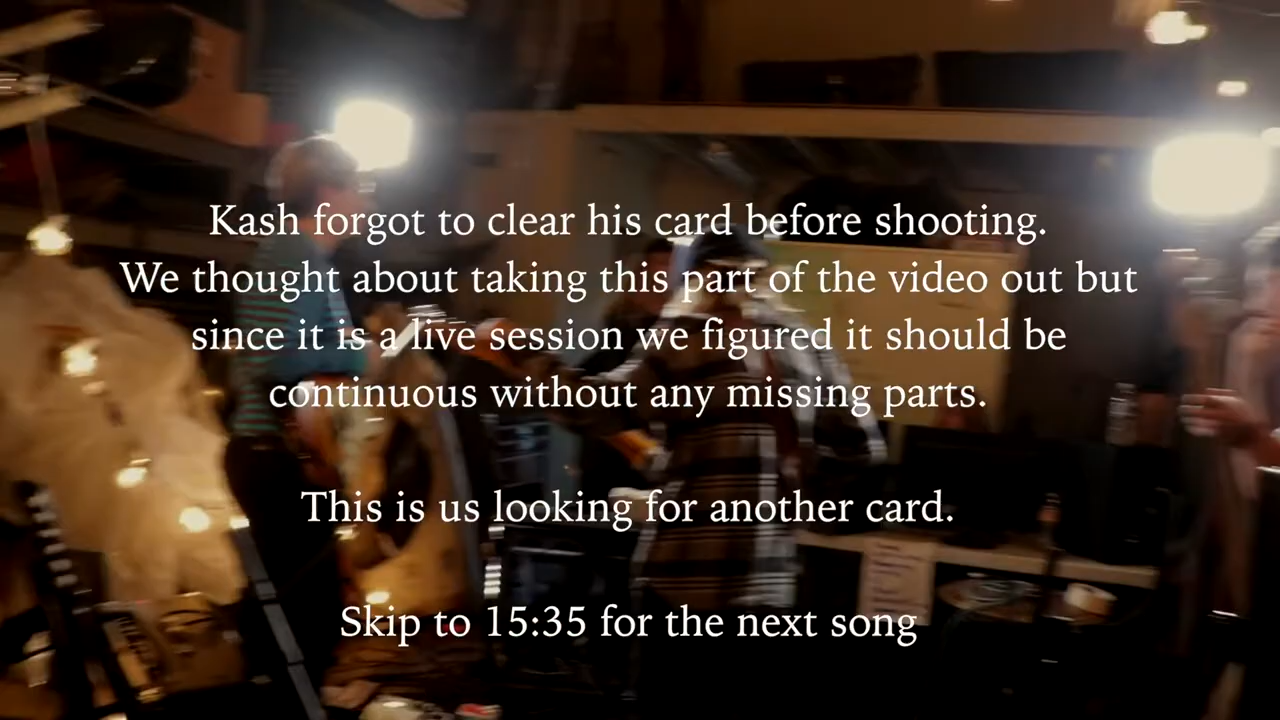 Kash forgot to clear his card before shooting.
We thought about taking this part of the video out but
since it is a live session we figured it should be
continuous without any missing parts.
This is us looking for another card.
Skip to 15:35 for the next song